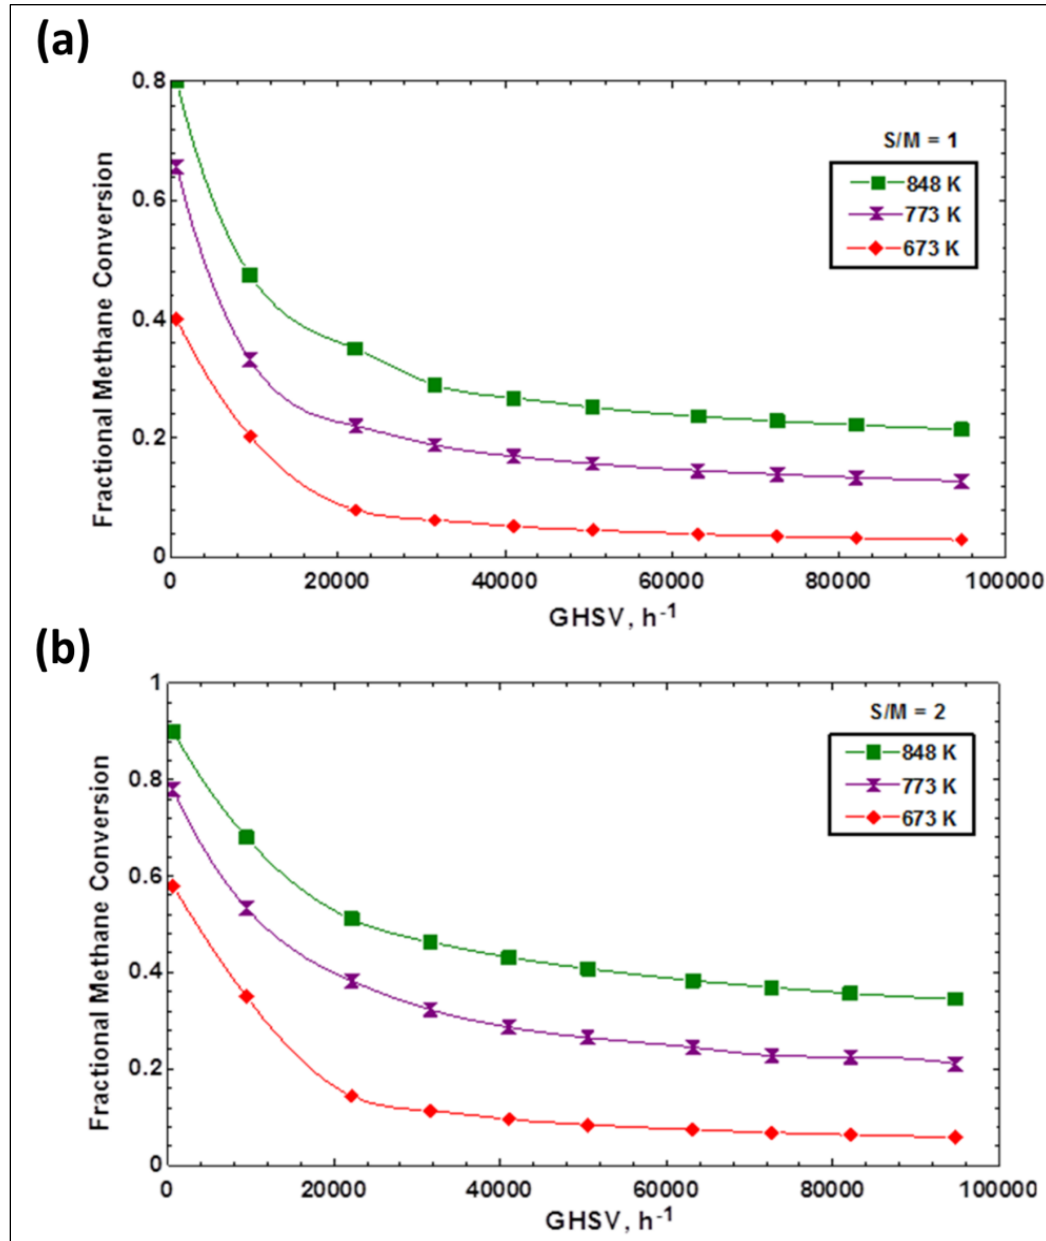 (a)
Fractional Methane Conversion
0.8
0.6
0.4
0.2
0
S/M = 1
848 K
773 K
673 K
0 20000 40000 60000 80000 100000
GHSV, h⁻¹
(b)
Fractional Methane Conversion
1
0.8
0.6
0.4
0.2
0
S/M = 2
848 K
773 K
673 K
0 20000 40000 60000 80000 100000
GHSV, h⁻¹